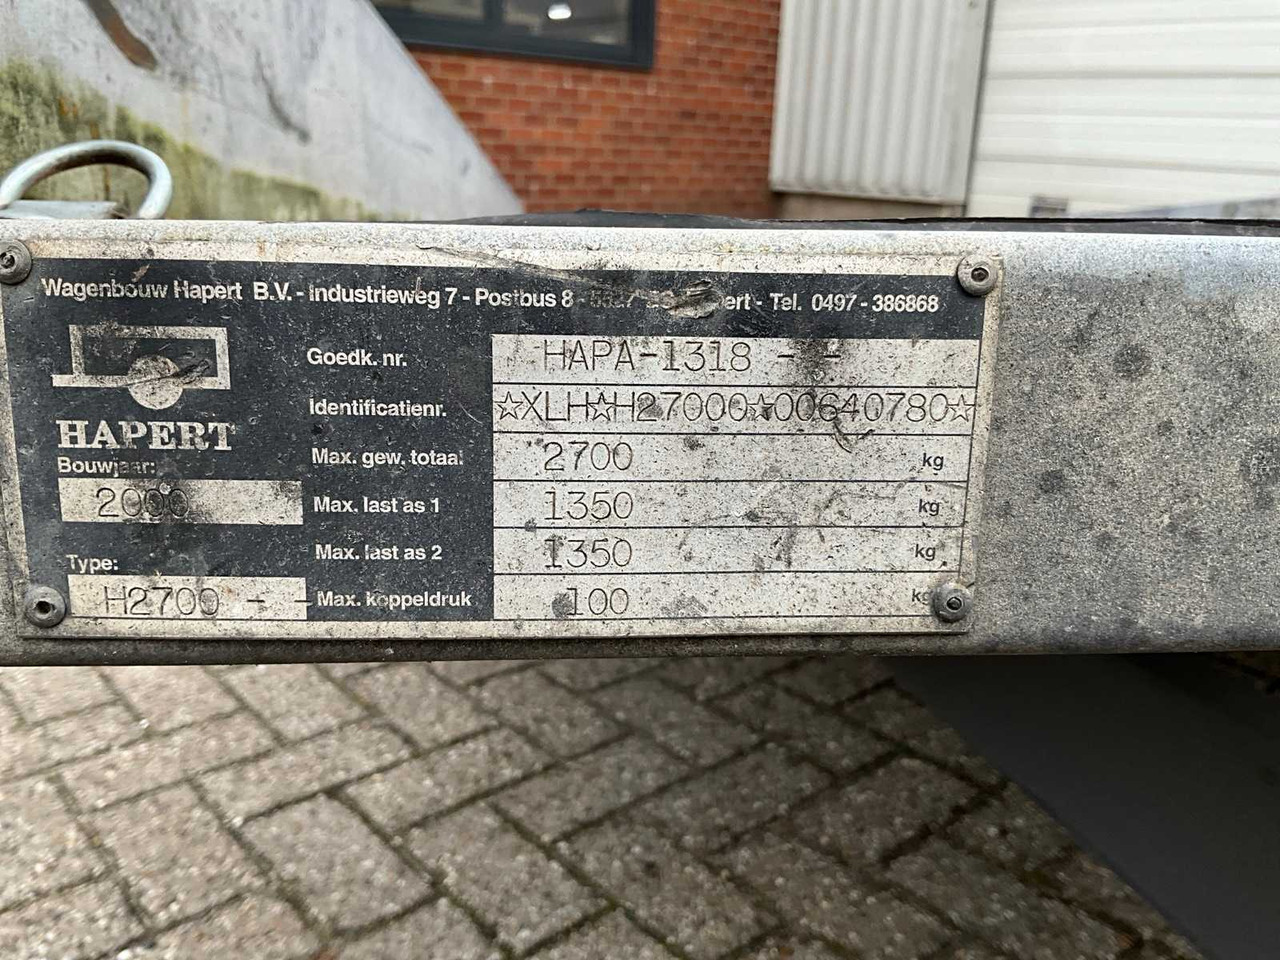 Wagenbouw Hapert B.V. - Industrieweg 7 - Postbus 8 - - Tel. 0497 - 386868
HAPERT
Goedk. nr. HAPA-1318 - -
Identificatienr. ☆XLH☆H27000☆00640780☆
Max. gew. totaal 2700 kg
Bouwjaar:
2000
Max. last as 1 1350 kg
Max. last as 2 1350 kg
Type:
H2700 - -
Max. koppeldruk 100 kg